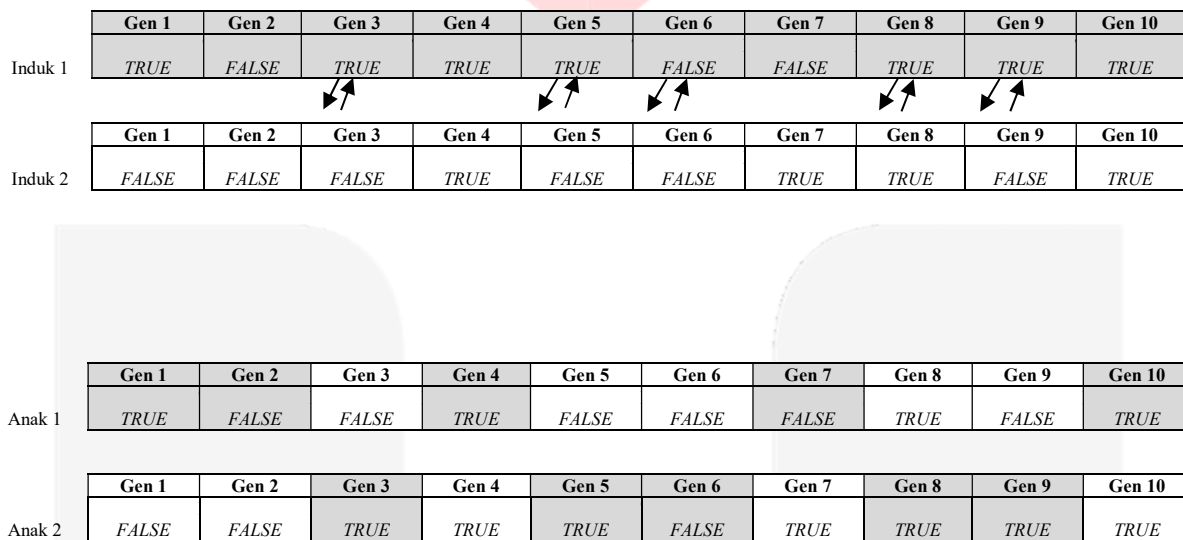 Gen 1 Gen 2 Gen 3 Gen 4 Gen 5 Gen 6 Gen 7 Gen 8 Gen 9 Gen 10
Induk 1 TRUE FALSE TRUE TRUE TRUE FALSE FALSE TRUE TRUE TRUE
Gen 1 Gen 2 Gen 3 Gen 4 Gen 5 Gen 6 Gen 7 Gen 8 Gen 9 Gen 10
Induk 2 FALSE FALSE FALSE TRUE FALSE FALSE TRUE TRUE FALSE TRUE
Gen 1 Gen 2 Gen 3 Gen 4 Gen 5 Gen 6 Gen 7 Gen 8 Gen 9 Gen 10
Anak 1 TRUE FALSE FALSE TRUE FALSE FALSE FALSE TRUE FALSE TRUE
Gen 1 Gen 2 Gen 3 Gen 4 Gen 5 Gen 6 Gen 7 Gen 8 Gen 9 Gen 10
Anak 2 FALSE FALSE TRUE TRUE TRUE FALSE TRUE TRUE TRUE TRUE